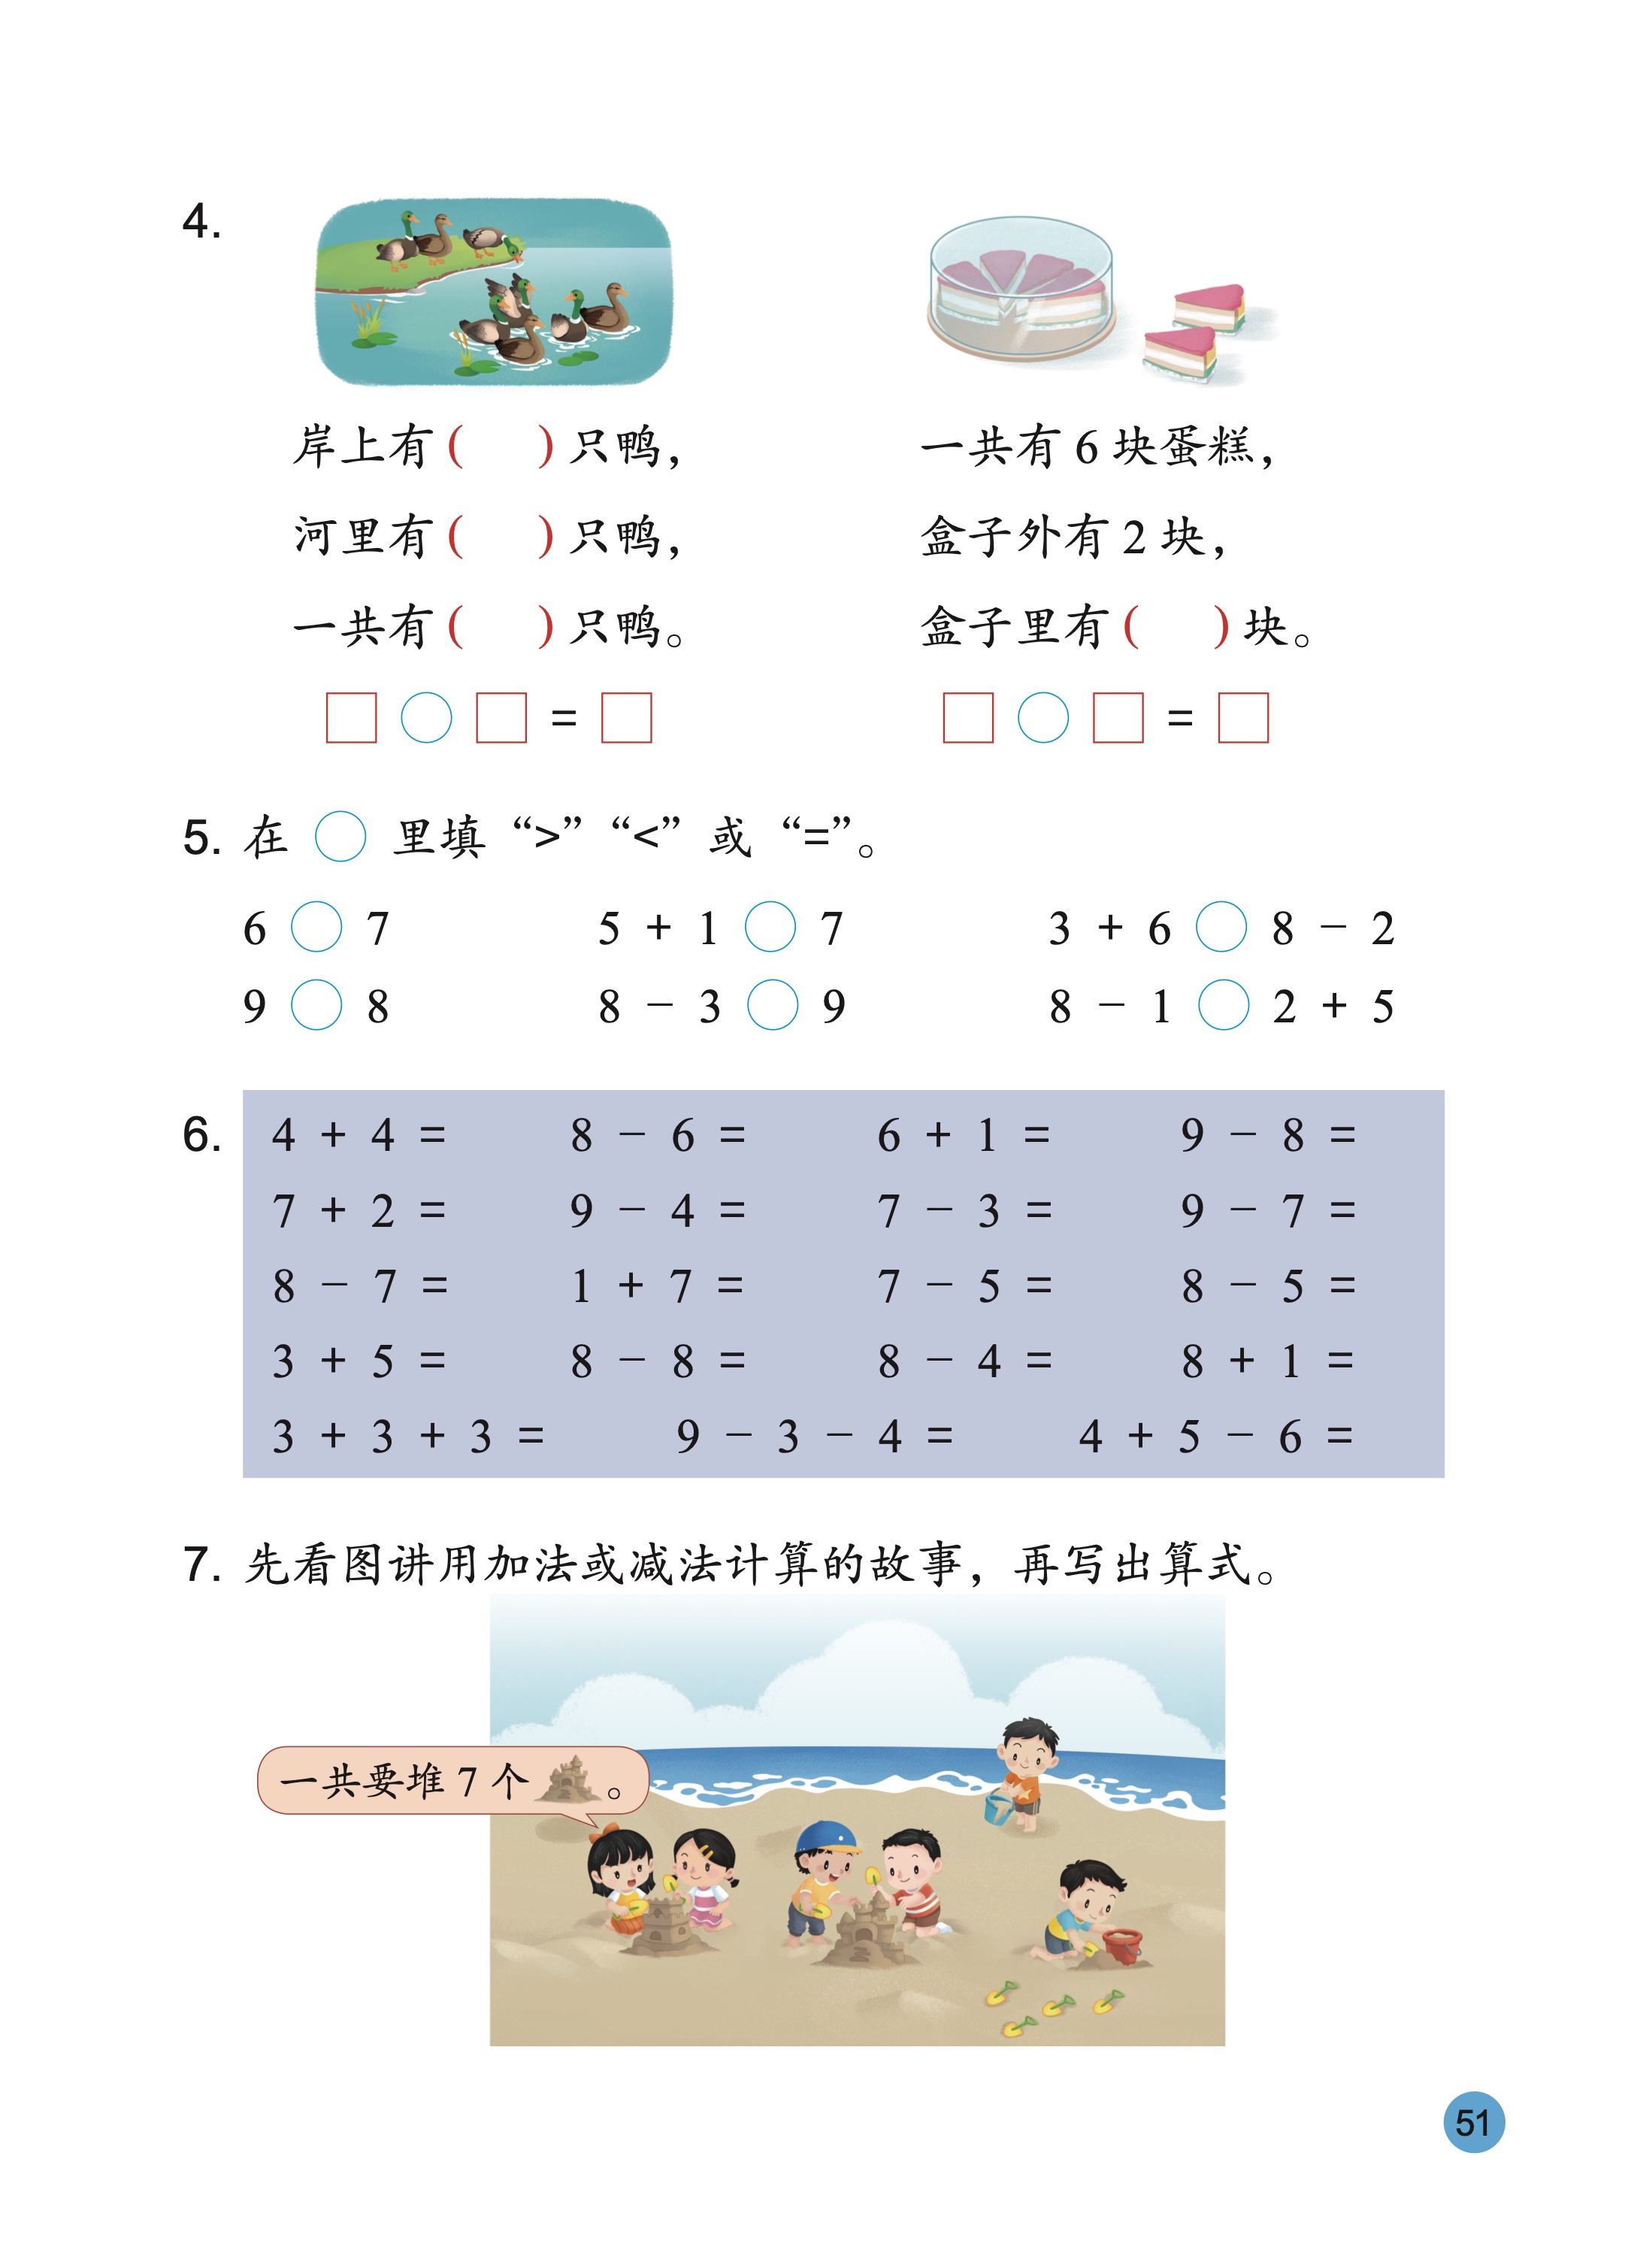 4.
岸上有(　)只鸭，
河里有(　)只鸭，
一共有(　)只鸭。
□○□=□
一共有 6 块蛋糕，
盒子外有 2 块，
盒子里有(　)块。
□○□=□
5. 在 ○ 里填 “>” “<” 或 “=”。
6 ○ 7　5 + 1 ○ 7　3 + 6 ○ 8 − 2
9 ○ 8　8 − 3 ○ 9　8 − 1 ○ 2 + 5
6. 4 + 4 =　8 − 6 =　6 + 1 =　9 − 8 =
7 + 2 =　9 − 4 =　7 − 3 =　9 − 7 =
8 − 7 =　1 + 7 =　7 − 5 =　8 − 5 =
3 + 5 =　8 − 8 =　8 − 4 =　8 + 1 =
3 + 3 + 3 =　9 − 3 − 4 =　4 + 5 − 6 =
7. 先看图讲用加法或减法计算的故事，再写出算式。
一共要堆 7 个 。
51